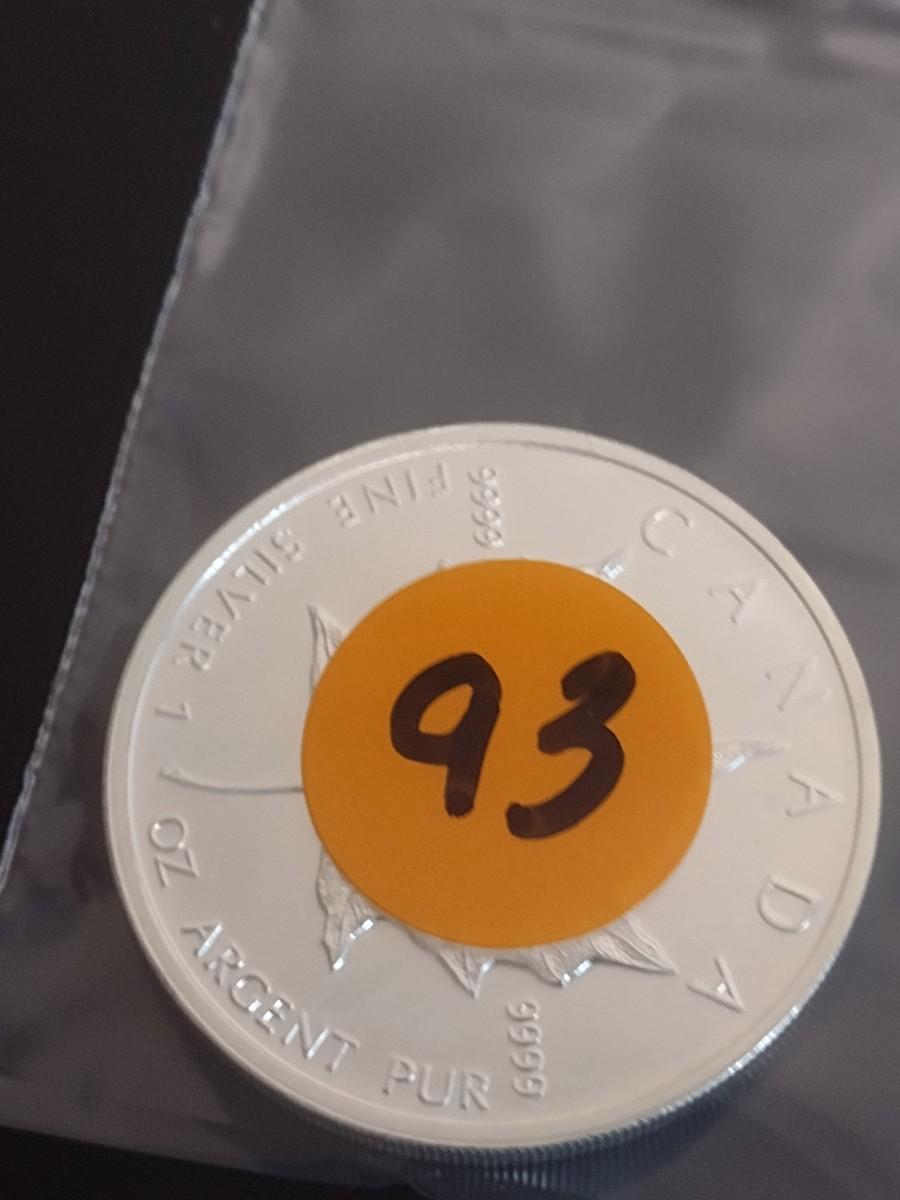 CANADA
9999
93
9999
FINE SILVER 1 OZ ARGENT PUR